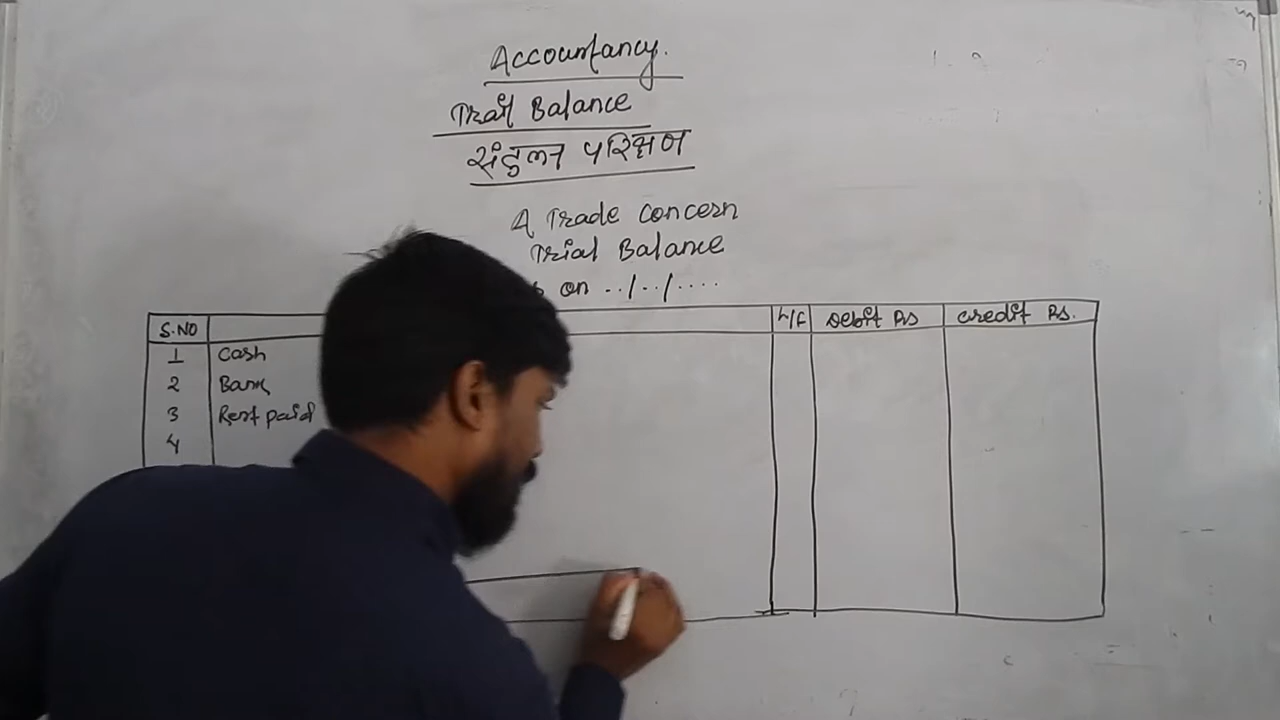 Accountancy.
Trail Balance
संतुलन परिक्षण
A Trade Concern
Trial Balance
on ../../....
S.NO L/F Debit Rs Credit Rs.
1 Cash
2 Bank
3 Rent paid
4